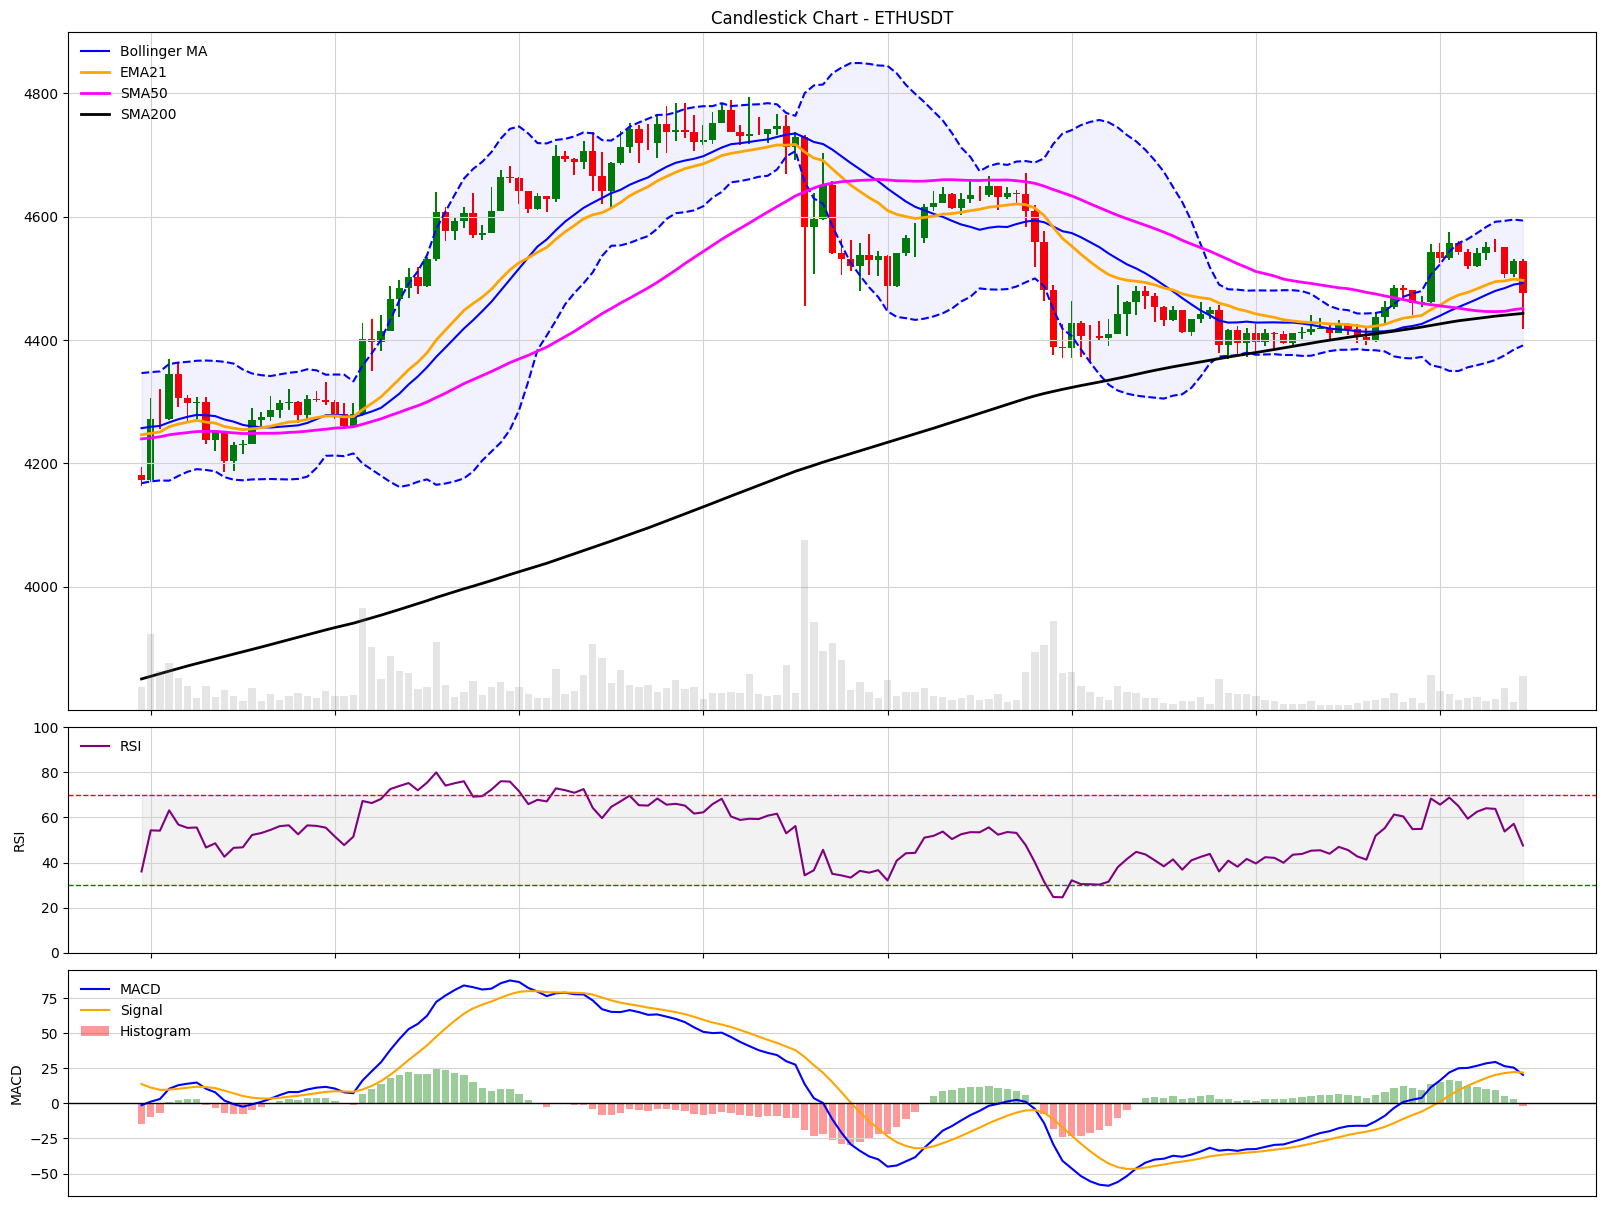 Candlestick Chart - ETHUSDT
Bollinger MA
EMA21
SMA50
SMA200
4800
4600
4400
4200
4000
RSI
100
80
60
40
20
0
RSI
MACD
Signal
Histogram
75
50
25
0
−25
−50
MACD